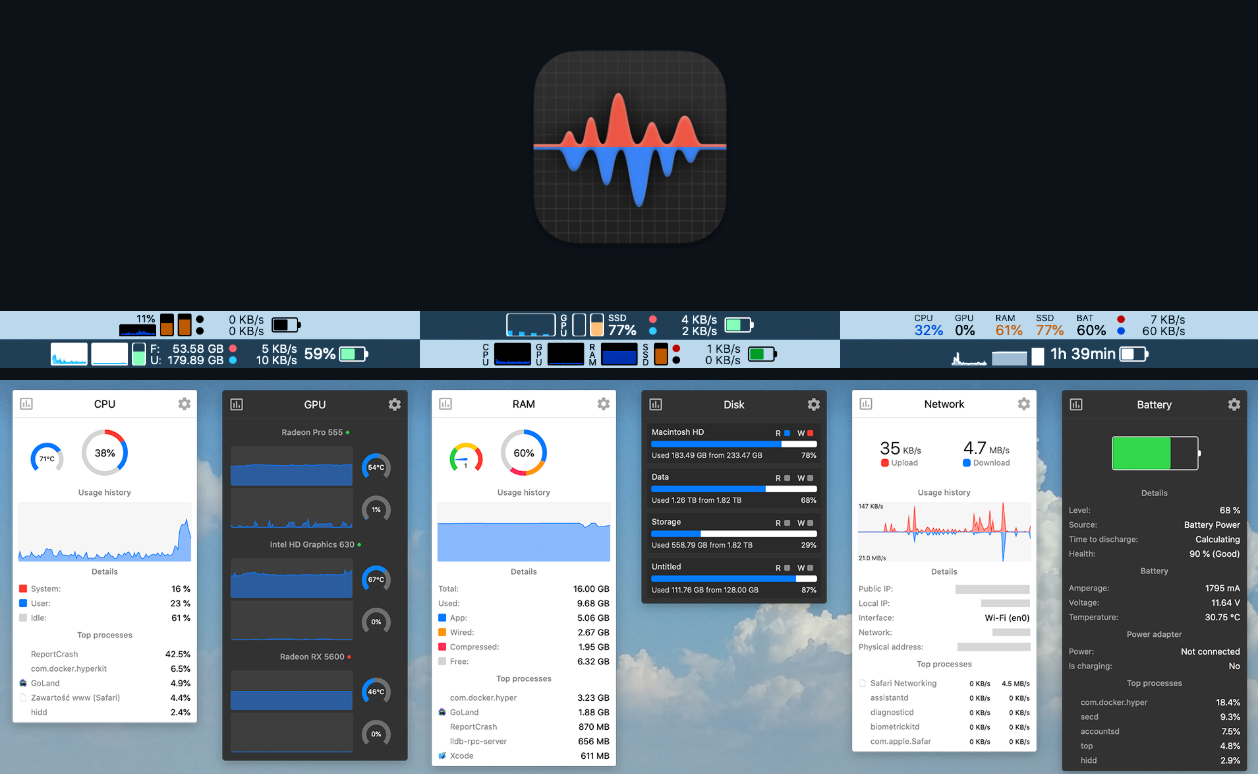 11%
0 KB/s
0 KB/s
F: 53.58 GB
U: 179.89 GB
5 KB/s
10 KB/s
59%
GPU
SSD
77%
4 KB/s
2 KB/s
CPU
GPU
RAM
SSD
1 KB/s
0 KB/s
CPU GPU RAM SSD BAT
32% 0% 61% 77% 60%
7 KB/s
60 KB/s
1h 39min
CPU
71°C
38%
Usage history
Details
System: 16 %
User: 23 %
Idle: 61 %
Top processes
ReportCrash 42.5%
com.docker.hyperkit 6.5%
GoLand 4.9%
Zawartość www (Safari) 4.4%
hidd 2.4%
GPU
Radeon Pro 555
54°C
1%
Intel HD Graphics 630
67°C
0%
Radeon RX 5600
46°C
0%
RAM
1
60%
Usage history
Details
Total: 16.00 GB
Used: 9.68 GB
App: 5.06 GB
Wired: 2.67 GB
Compressed: 1.95 GB
Free: 6.32 GB
Top processes
com.docker.hyper 3.23 GB
GoLand 1.88 GB
ReportCrash 870 MB
lldb-rpc-server 656 MB
Xcode 611 MB
Disk
Macintosh HD R W
Used 183.49 GB from 233.47 GB 78%
Data R W
Used 1.26 TB from 1.82 TB 68%
Storage R W
Used 558.79 GB from 1.82 TB 29%
Untitled R W
Used 111.76 GB from 128.00 GB 87%
Network
35 KB/s 4.7 MB/s
Upload Download
Usage history
147 KB/s
21.0 MB/s
Details
Public IP:
Local IP:
Interface: Wi-Fi (en0)
Network:
Physical address:
Top processes
Safari Networking 0 KB/s 4.5 MB/s
assistantd 0 KB/s 0 KB/s
diagnosticd 0 KB/s 0 KB/s
biometrickitd 0 KB/s 0 KB/s
com.apple.Safar 0 KB/s 0 KB/s
Battery
Details
Level: 68 %
Source: Battery Power
Time to discharge: Calculating
Health: 90 % (Good)
Battery
Amperage: 1795 mA
Voltage: 11.64 V
Temperature: 30.75 °C
Power adapter
Power: Not connected
Is charging: No
Top processes
com.docker.hyper 18.4%
secd 9.3%
accountsd 7.5%
top 4.8%
hidd 2.9%